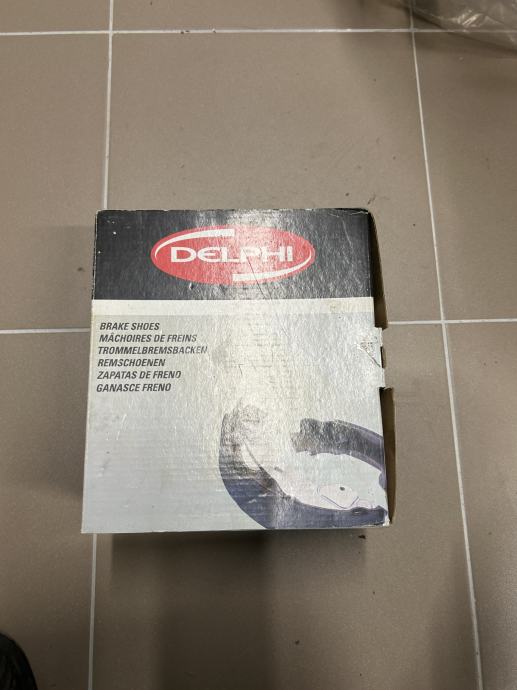 DELPHI
BRAKE SHOES
MÂCHOIRES DE FREINS
TROMMELBREMSBACKEN
REMSCHOENEN
ZAPATAS DE FRENO
GANASCE FRENO